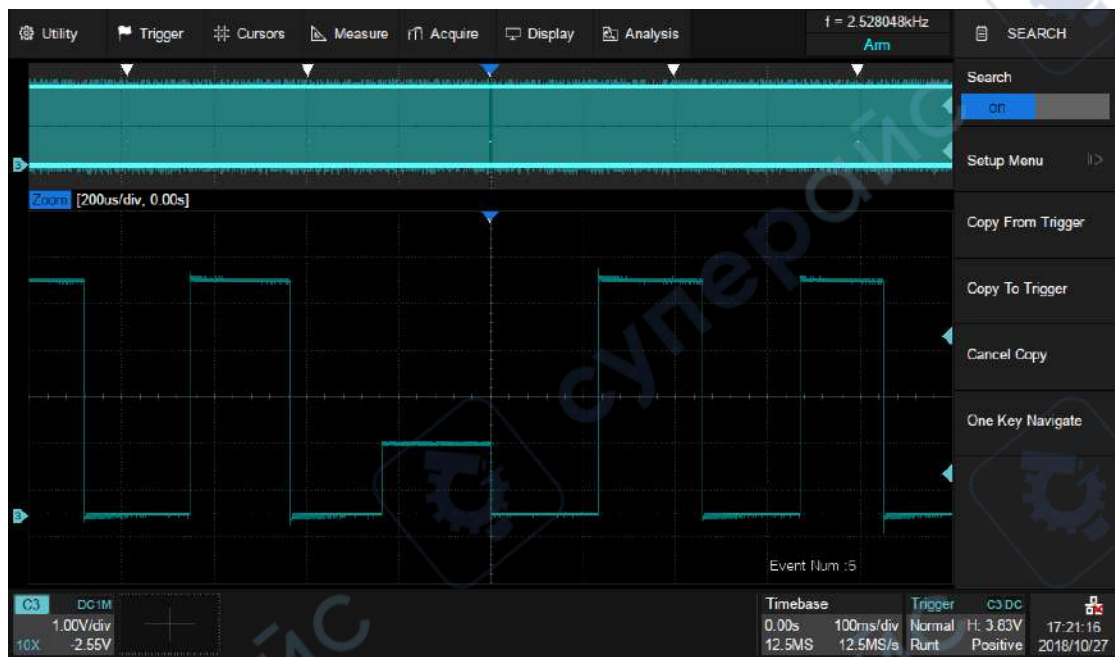 Utility
Trigger
Cursors
Measure
Acquire
Display
Analysis
f = 2.528048kHz
Arm
SEARCH
Search
on
Setup Menu
Copy From Trigger
Copy To Trigger
Cancel Copy
One Key Navigate
3
Zoom [200us/div, 0.00s]
3
Event Num :5
суперайс
C3 DC1M
1.00V/div
10X -2.55V
Timebase
0.00s 100ms/div
12.5MS 12.5MS/s
Trigger C3 DC
Normal H: 3.83V
Runt Positive
17:21:16
2018/10/27